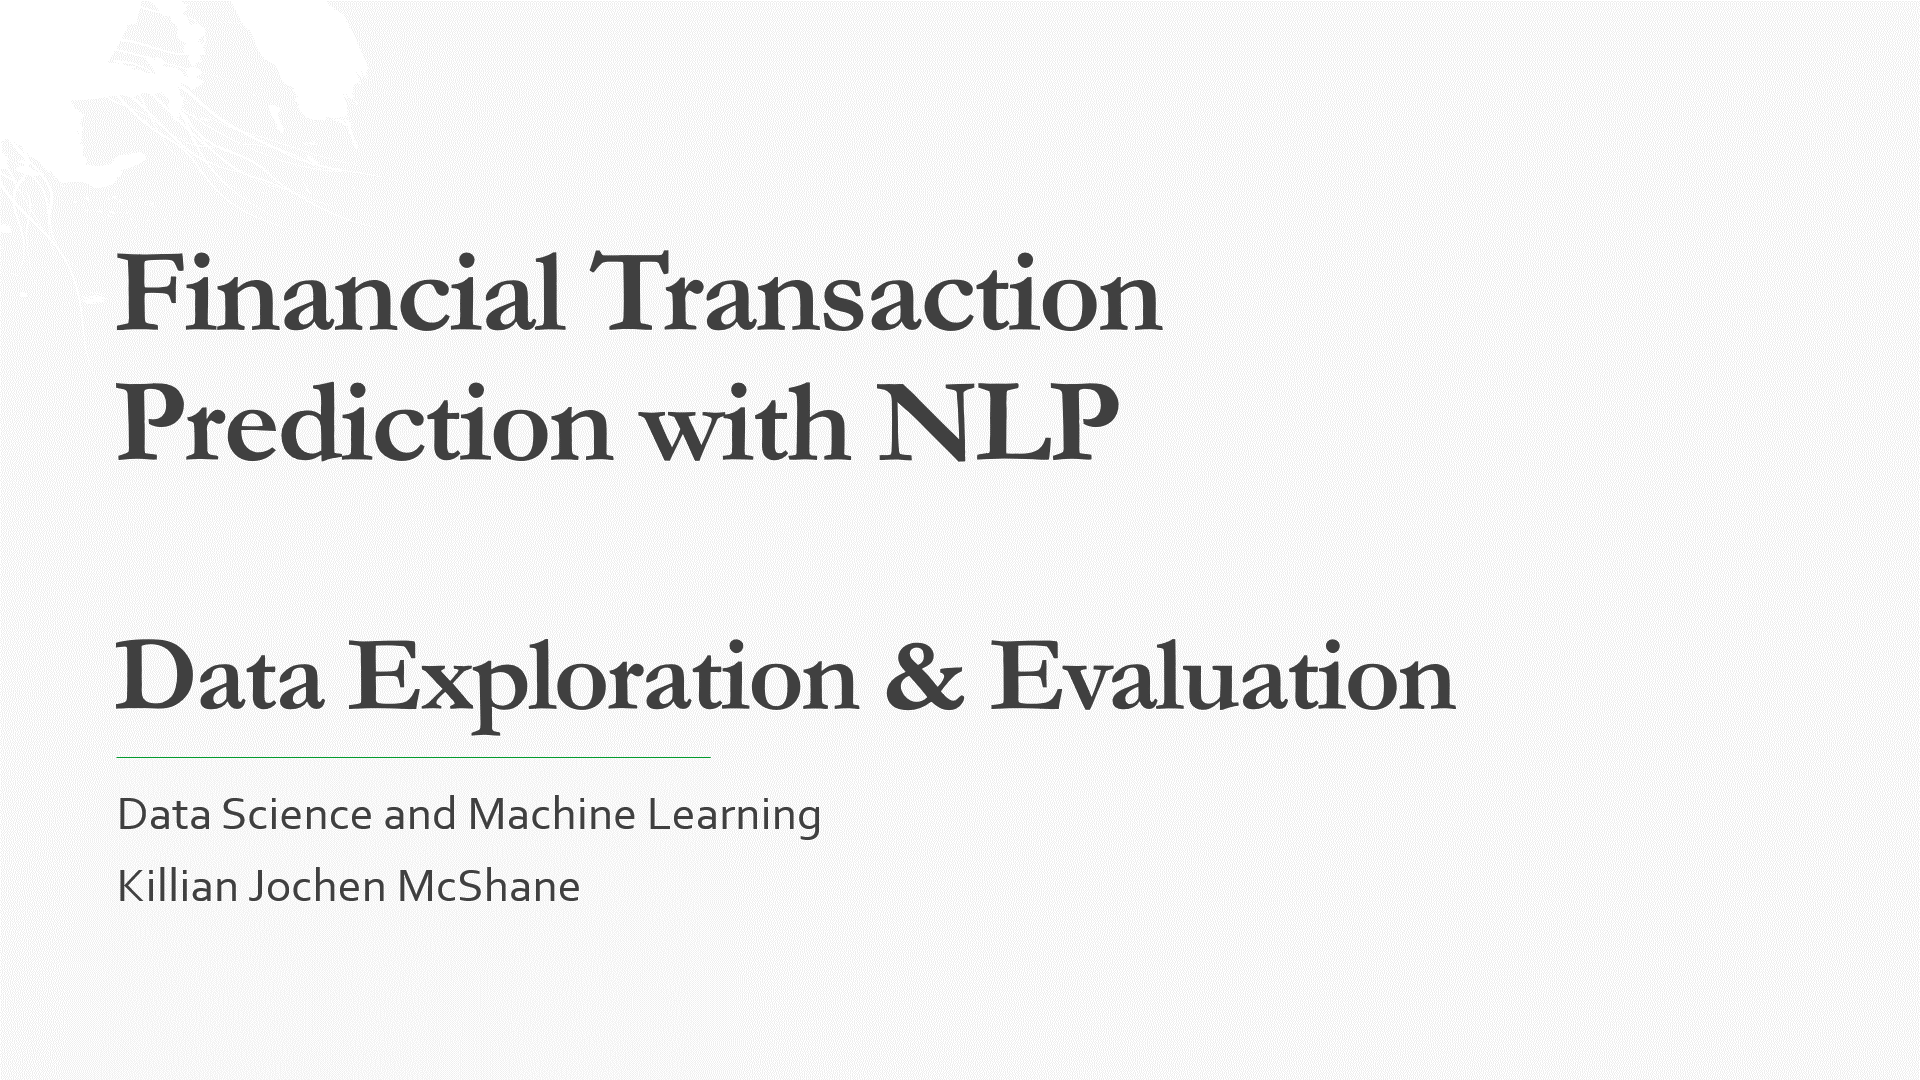 Financial Transaction
Prediction with NLP
Data Exploration & Evaluation
Data Science and Machine Learning
Killian Jochen McShane